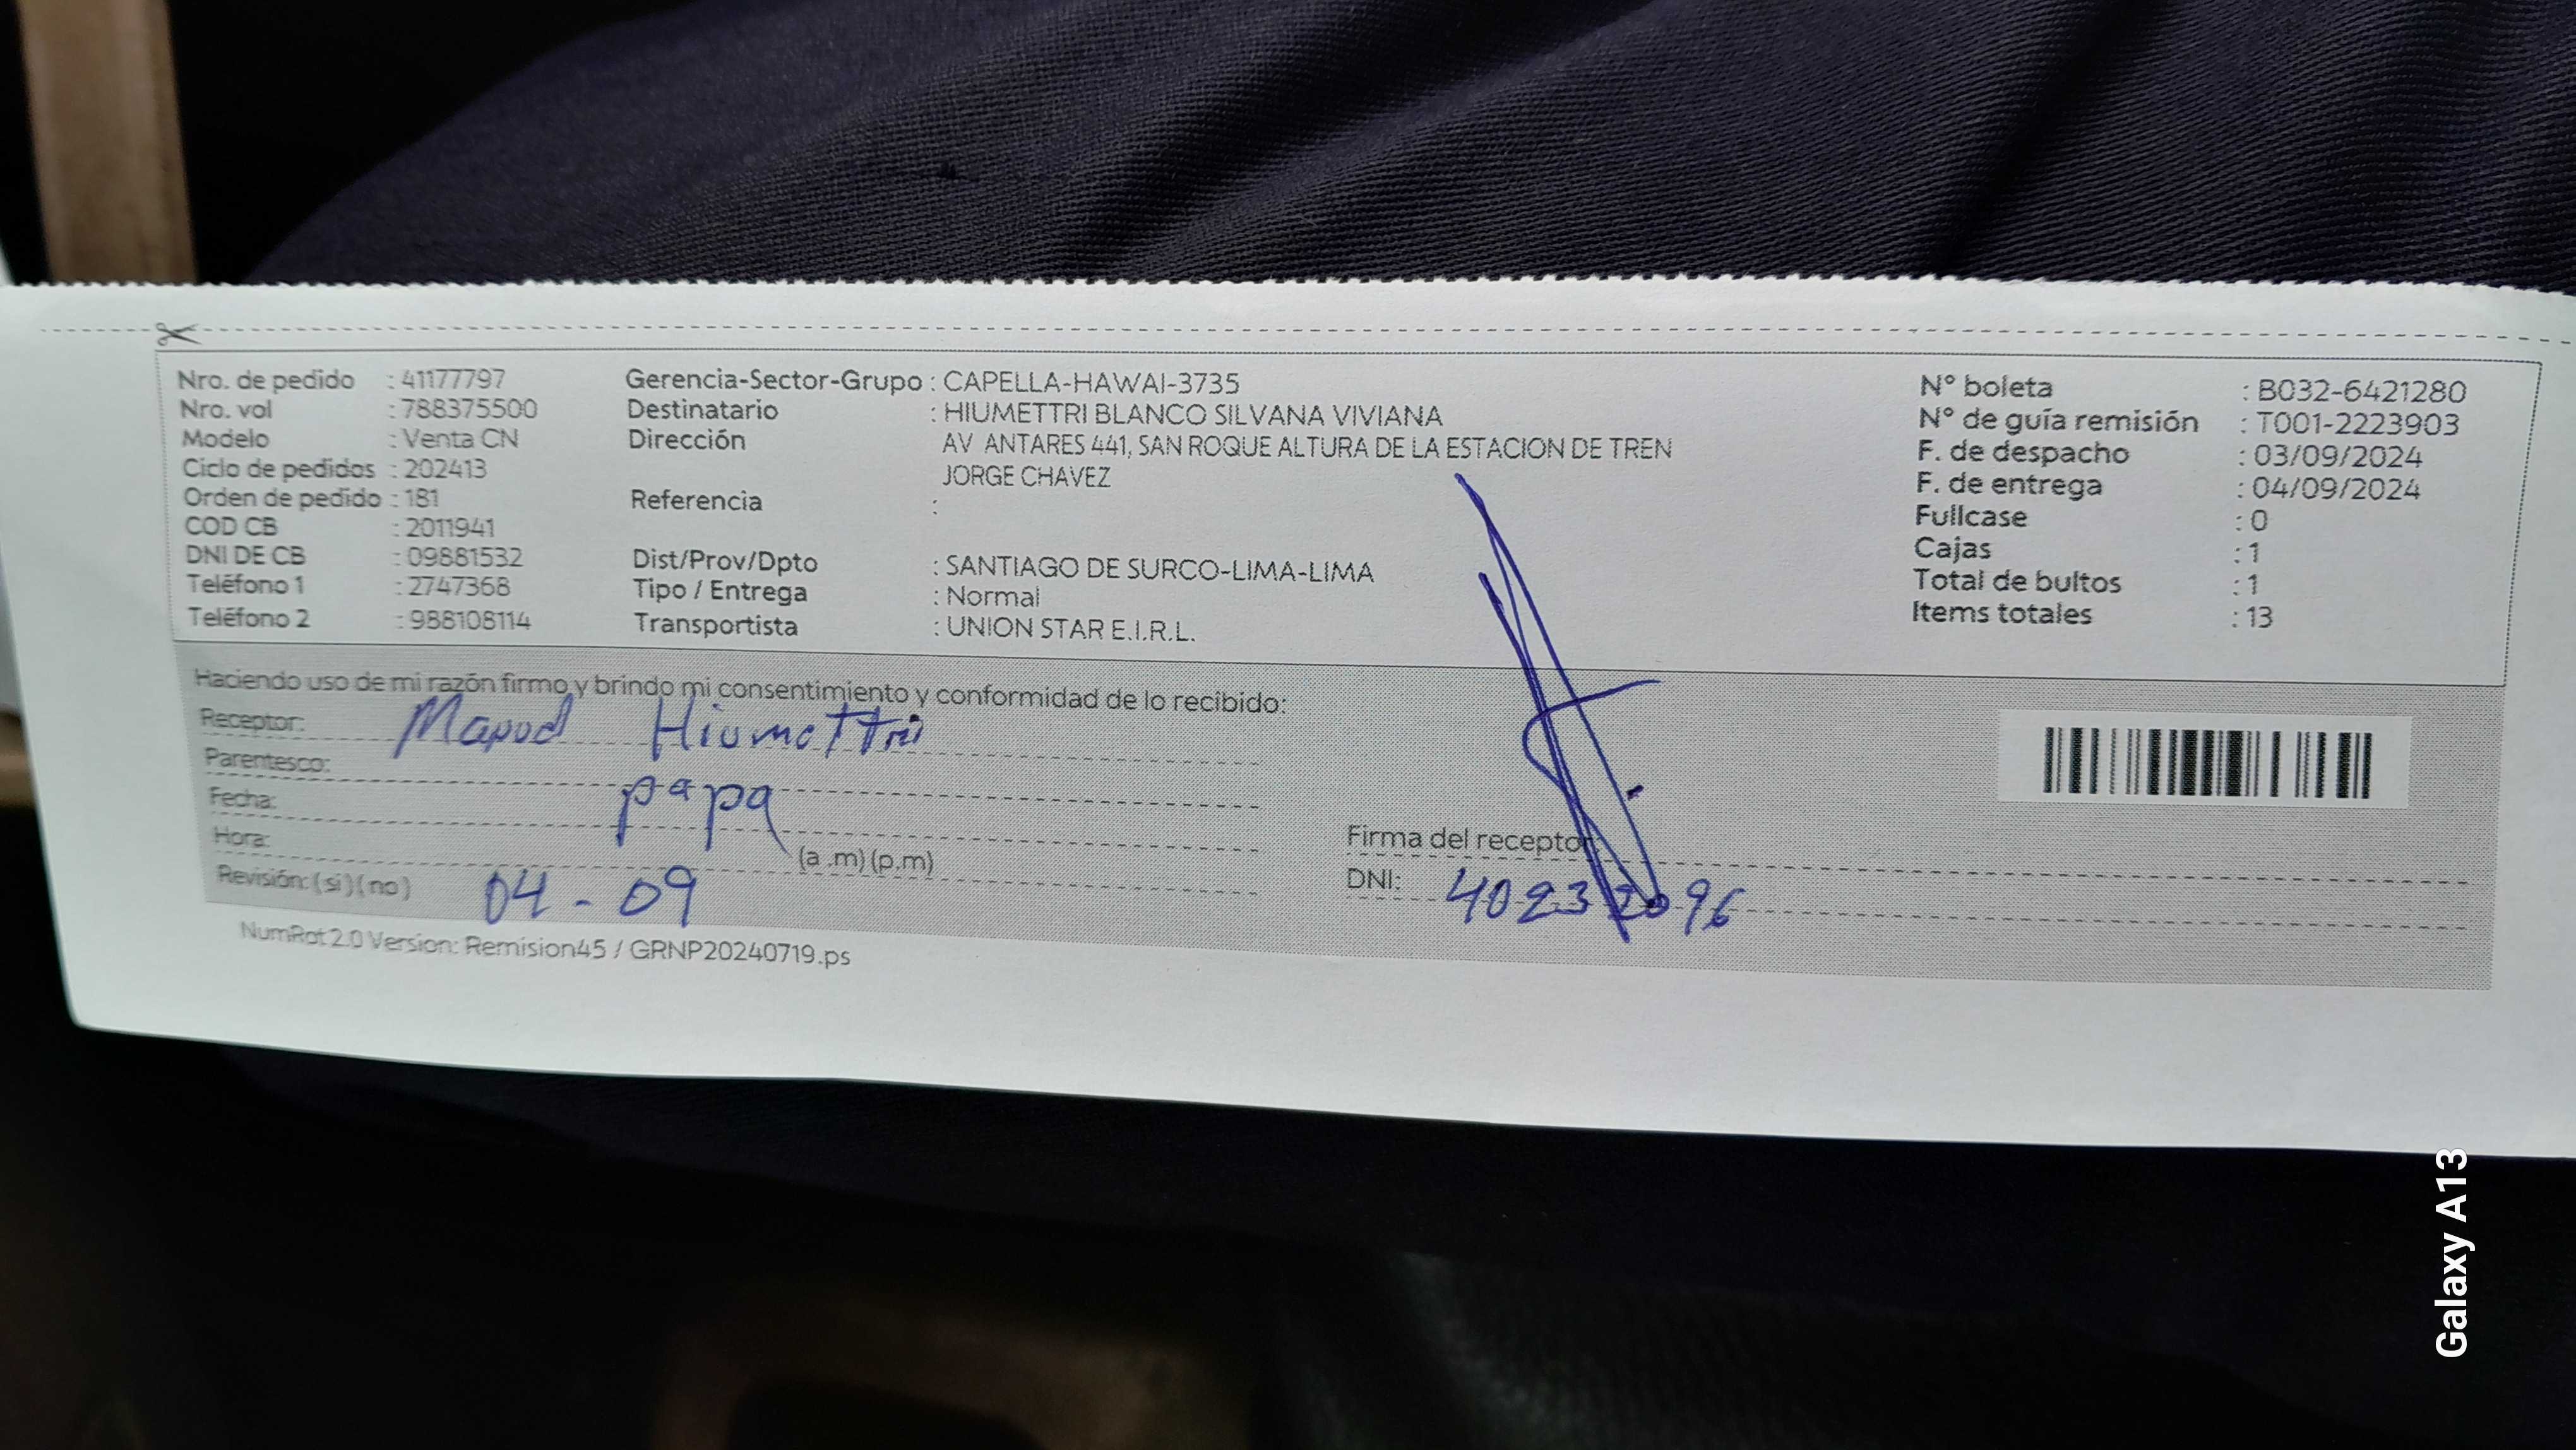 Nro. de pedido : 41177797
Nro. vol : 788375500
Modelo : Venta CN
Ciclo de pedidos : 202413
Orden de pedido : 181
COD CB : 2011941
DNI DE CB : 09881532
Teléfono 1 : 2747368
Teléfono 2 : 988108114
Gerencia-Sector-Grupo : CAPELLA-HAWAI-3735
Destinatario : HIUMETTRI BLANCO SILVANA VIVIANA
Dirección AV ANTARES 441, SAN ROQUE ALTURA DE LA ESTACION DE TREN
JORGE CHAVEZ
Referencia :
Dist/Prov/Dpto : SANTIAGO DE SURCO-LIMA-LIMA
Tipo / Entrega : Normal
Transportista : UNION STAR E.I.R.L.
N° boleta : B032-6421280
N° de guía remisión : T001-2223903
F. de despacho : 03/09/2024
F. de entrega : 04/09/2024
Fullcase : 0
Cajas : 1
Total de bultos : 1
Items totales : 13
Haciendo uso de mi razón firmo y brindo mi consentimiento y conformidad de lo recibido:
Receptor: Hiumettri
Parentesco:
papa
Fecha:
Hora: (a .m) (p.m)
Revisión: ( si ) ( no ) 04 - 09
Firma del receptor:
DNI:
NumRot 2.0 Version: Remision45 / GRNP20240719.ps
Galaxy A13